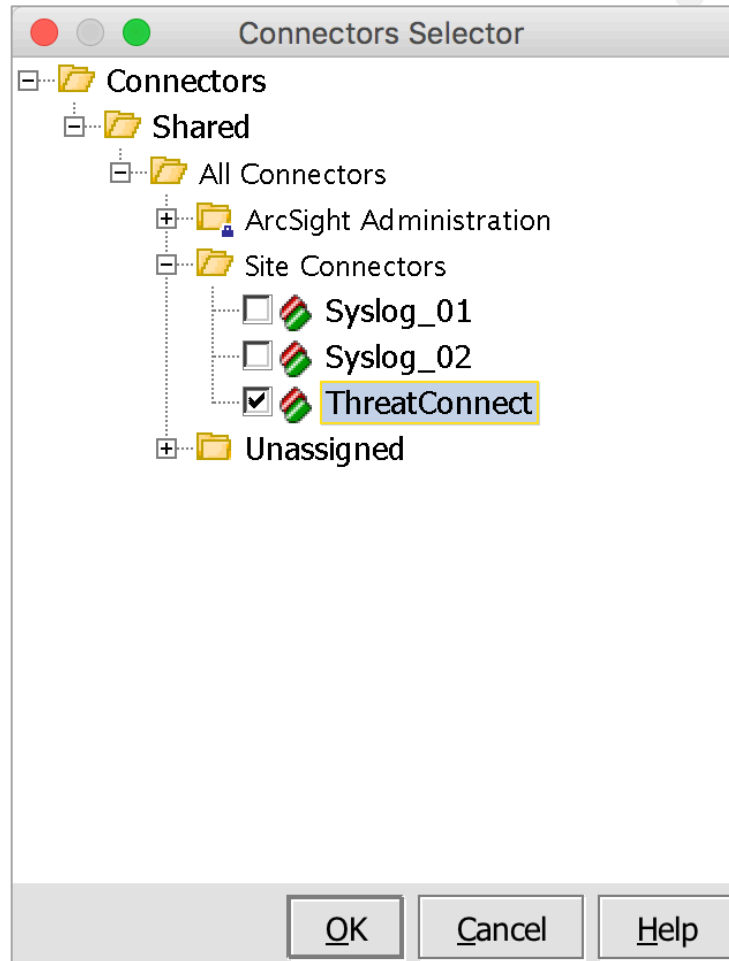 Connectors Selector
Connectors
Shared
All Connectors
ArcSight Administration
Site Connectors
Syslog_01
Syslog_02
ThreatConnect
Unassigned
OK Cancel Help